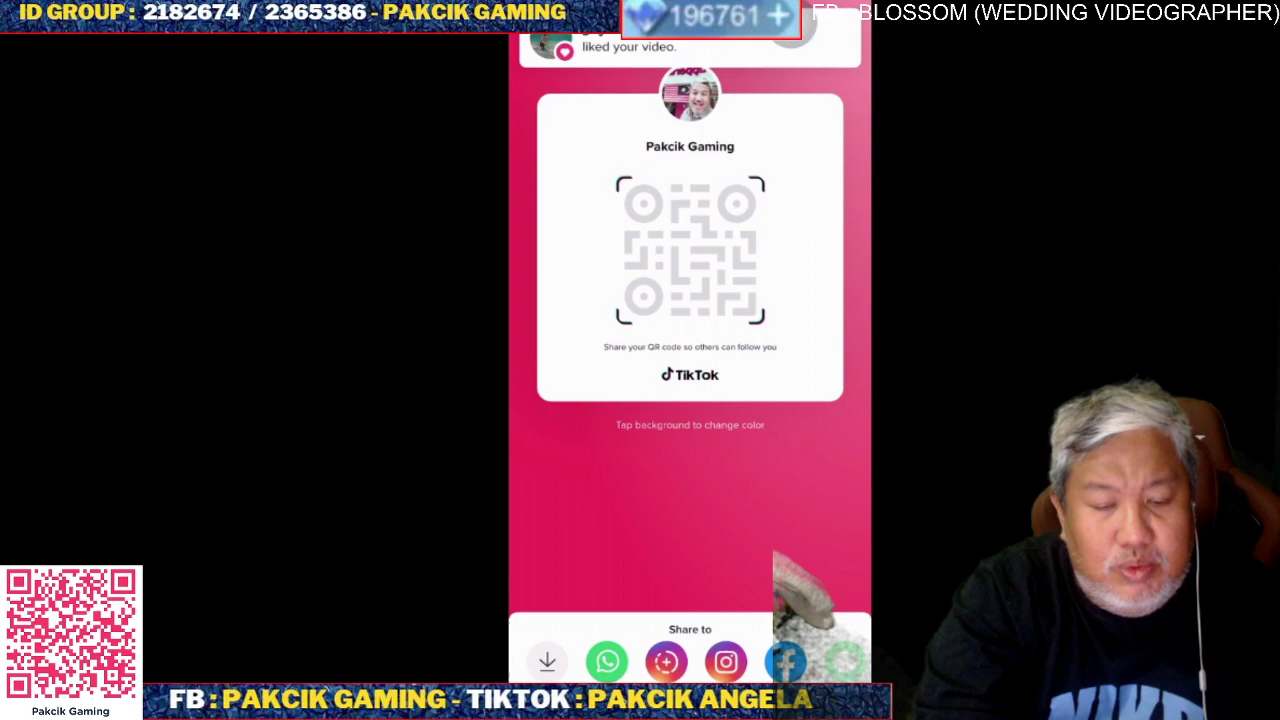 ID GROUP : 2182674 / 2365386 - PAKCIK GAMING
196761 +
FB : BLOSSOM (WEDDING VIDEOGRAPHER)
liked your video.
Pakcik Gaming
Share your QR code so others can follow you
TikTok
Tap background to change color
Share to
Pakcik Gaming
FB : PAKCIK GAMING - TIKTOK : PAKCIK ANGELA